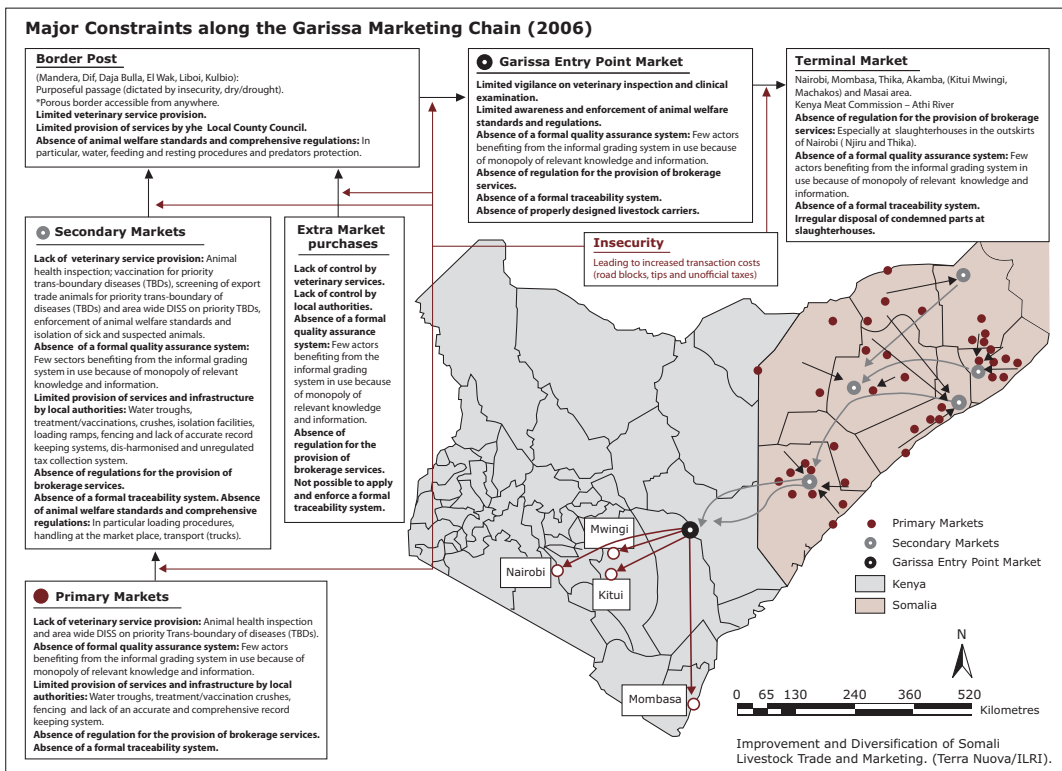 Major Constraints along the Garissa Marketing Chain (2006)
Border Post
(Mandera, Dif, Daja Bulla, El Wak, Liboi, Kulbio):
Purposeful passage (dictated by insecurity, dry/drought).
*Porous border accessible from anywhere.
Limited veterinary service provision.
Limited provision of services by yhe Local County Council.
Absence of animal welfare standards and comprehensive regulations: In
particular, water, feeding and resting procedures and predators protection.
Garissa Entry Point Market
Limited vigilance on veterinary inspection and clinical
examination.
Limited awareness and enforcement of animal welfare
standards and regulations.
Absence of a formal quality assurance system: Few actors
benefiting from the informal grading system in use because
of monopoly of relevant knowledge and information.
Absence of regulation for the provision of brokerage
services.
Absence of a formal traceability system.
Absence of properly designed livestock carriers.
Terminal Market
Nairobi, Mombasa, Thika, Akamba, (Kitui Mwingi,
Machakos) and Masai area.
Kenya Meat Commission – Athi River
Absence of regulation for the provision of brokerage
services: Especially at slaughterhouses in the outskirts
of Nairobi ( Njiru and Thika).
Absence of a formal quality assurance system: Few
actors benefiting from the informal grading system in
use because of monopoly of relevant knowledge and
information.
Absence of a formal traceability system.
Irregular disposal of condemned parts at
slaughterhouses.
Secondary Markets
Lack of veterinary service provision: Animal
health inspection; vaccination for priority
trans-boundary diseases (TBDs), screening of export
trade animals for priority trans-boundary of
diseases (TBDs) and area wide DISS on priority TBDs,
enforcement of animal welfare standards and
isolation of sick and suspected animals.
Absence of a formal quality assurance system:
Few sectors benefiting from the informal grading
system in use because of monopoly of relevant
knowledge and information.
Limited provision of services and infrastructure
by local authorities: Water troughs,
treatment/vaccinations, crushes, isolation facilities,
loading ramps, fencing and lack of accurate record
keeping systems, dis-harmonised and unregulated
tax collection system.
Absence of regulations for the provision of
brokerage services.
Absence of a formal traceability system. Absence
of animal welfare standards and comprehensive
regulations: In particular loading procedures,
handling at the market place, transport (trucks).
Extra Market
purchases
Lack of control by
veterinary services.
Lack of control by
local authorities.
Absence of a formal
quality assurance
system: Few actors
benefiting from the
informal grading
system in use because
of monopoly of
relevant knowledge
and information.
Absence of
regulation for the
provision of
brokerage services.
Not possible to apply
and enforce a formal
traceability system.
Insecurity
Leading to increased transaction costs
(road blocks, tips and unofficial taxes)
Primary Markets
Lack of veterinary service provision: Animal health inspection
and area wide DISS on priority Trans-boundary of diseases (TBDs).
Absence of formal quality assurance system: Few actors
benefiting from the informal grading system in use because of
monopoly of relevant knowledge and information.
Limited provision of services and infrastructure by local
authorities: Water troughs, treatment/vaccination crushes,
fencing and lack of an accurate and comprehensive record
keeping system.
Absence of regulation for the provision of brokerage services.
Absence of a formal traceability system.
Mwingi
Nairobi
Kitui
Mombasa
Primary Markets
Secondary Markets
Garissa Entry Point Market
Kenya
Somalia
N
0 65 130 240 360 520
Kilometres
Improvement and Diversification of Somali
Livestock Trade and Marketing. (Terra Nuova/ILRI).